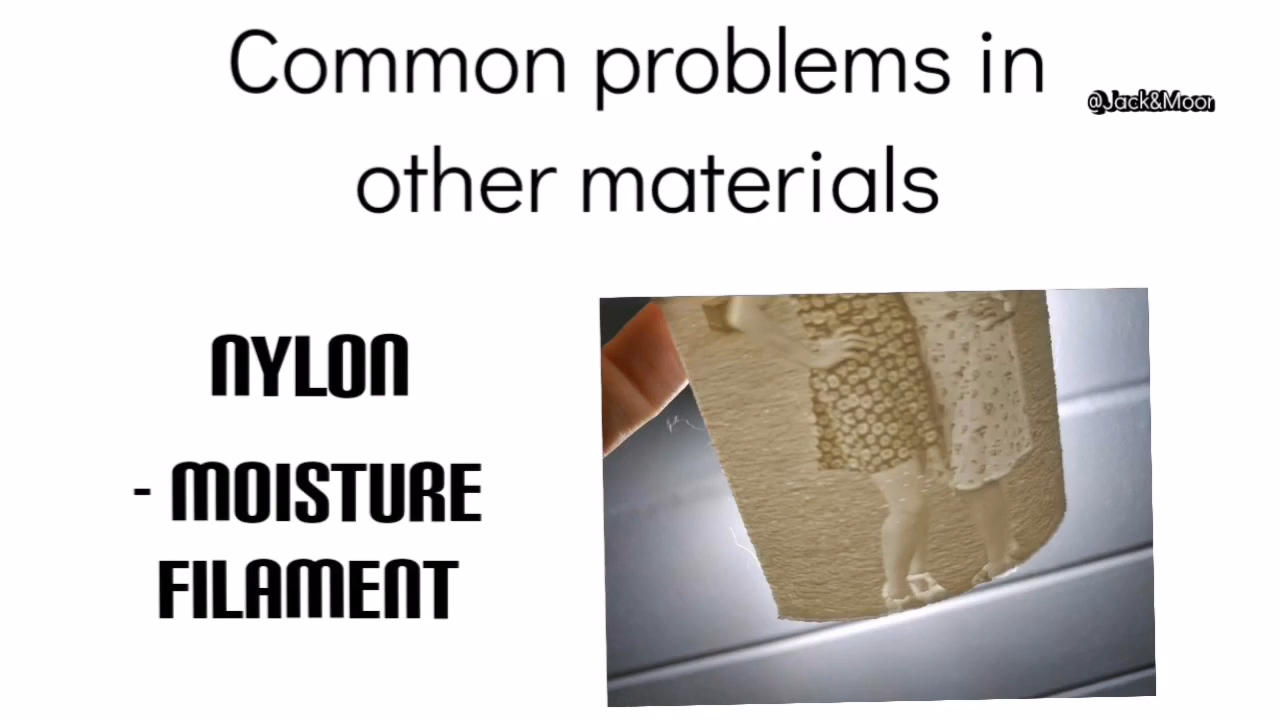 Common problems in
other materials
@Jack&Moor
NYLON
- MOISTURE
FILAMENT